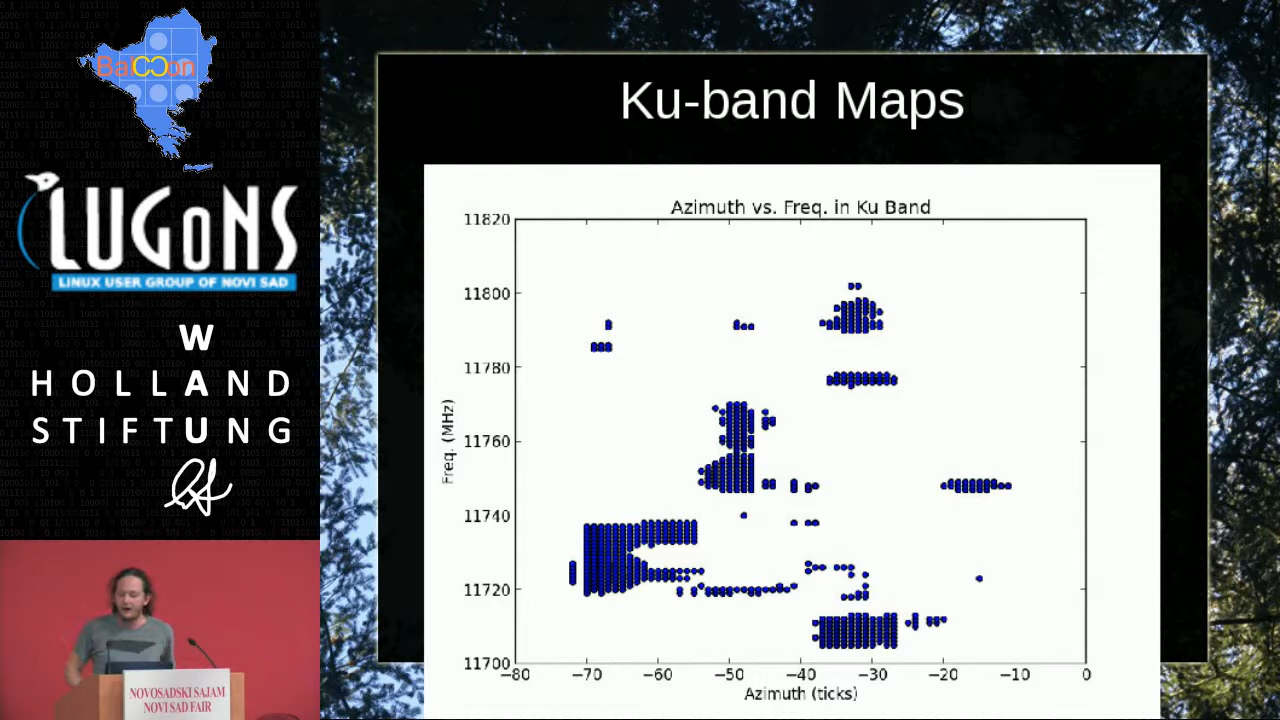 BalCCon
LUGoNS
LINUX USER GROUP OF NOVI SAD
W
HOLLAND
STIFTUNG
NOVOSADSKI SAJAM
NOVI SAD FAIR
Ku-band Maps
Azimuth vs. Freq. in Ku Band
11820
11800
11780
11760
11740
11720
11700
Freq. (MHz)
−80 −70 −60 −50 −40 −30 −20 −10 0
Azimuth (ticks)